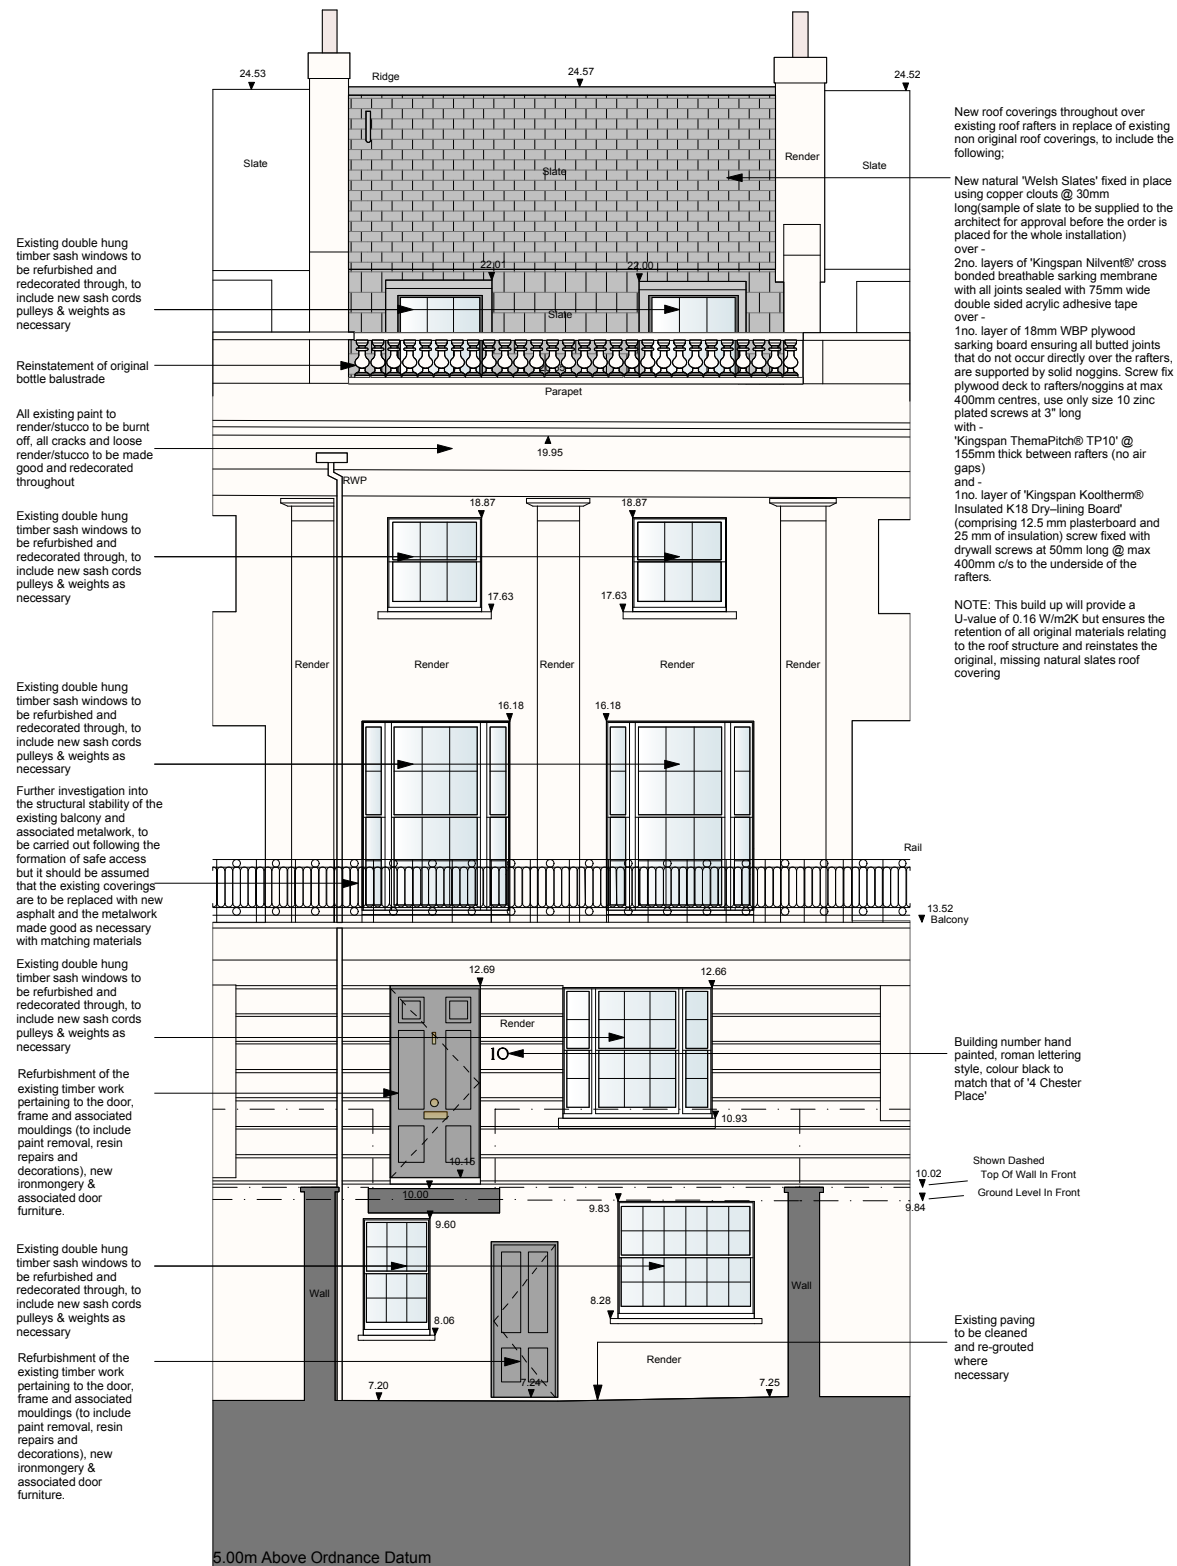 24.53
Ridge
24.57
24.52
Slate
Slate
Render
Slate
22.01
22.00
Slate
Parapet
19.95
RWP
18.87
18.87
17.63
17.63
Render
Render
Render
Render
Render
16.18
16.18
Rail
13.52
Balcony
12.69
12.66
Render
10
10.93
10.15
10.00
Shown Dashed
10.02
Top Of Wall In Front
Ground Level In Front
9.84
9.83
9.60
Wall
Wall
8.28
8.06
Render
7.20
7.24
7.25
5.00m Above Ordnance Datum
Existing double hung
timber sash windows to
be refurbished and
redecorated through, to
include new sash cords
pulleys & weights as
necessary
Reinstatement of original
bottle balustrade
All existing paint to
render/stucco to be burnt
off, all cracks and loose
render/stucco to be made
good and redecorated
throughout
Existing double hung
timber sash windows to
be refurbished and
redecorated through, to
include new sash cords
pulleys & weights as
necessary
Existing double hung
timber sash windows to
be refurbished and
redecorated through, to
include new sash cords
pulleys & weights as
necessary
Further investigation into
the structural stability of the
existing balcony and
associated metalwork, to
be carried out following the
formation of safe access
but it should be assumed
that the existing coverings
are to be replaced with new
asphalt and the metalwork
made good as necessary
with matching materials
Existing double hung
timber sash windows to
be refurbished and
redecorated through, to
include new sash cords
pulleys & weights as
necessary
Refurbishment of the
existing timber work
pertaining to the door,
frame and associated
mouldings (to include
paint removal, resin
repairs and
decorations), new
ironmongery &
associated door
furniture.
Existing double hung
timber sash windows to
be refurbished and
redecorated through, to
include new sash cords
pulleys & weights as
necessary
Refurbishment of the
existing timber work
pertaining to the door,
frame and associated
mouldings (to include
paint removal, resin
repairs and
decorations), new
ironmongery &
associated door
furniture.
New roof coverings throughout over
existing roof rafters in replace of existing
non original roof coverings, to include the
following;
New natural 'Welsh Slates' fixed in place
using copper clouts @ 30mm
long(sample of slate to be supplied to the
architect for approval before the order is
placed for the whole installation)
over -
2no. layers of 'Kingspan Nilvent®' cross
bonded breathable sarking membrane
with all joints sealed with 75mm wide
double sided acrylic adhesive tape
over -
1no. layer of 18mm WBP plywood
sarking board ensuring all butted joints
that do not occur directly over the rafters,
are supported by solid noggins. Screw fix
plywood deck to rafters/noggins at max
400mm centres, use only size 10 zinc
plated screws at 3" long
with -
'Kingspan ThemaPitch® TP10' @
155mm thick between rafters (no air
gaps)
and -
1no. layer of 'Kingspan Kooltherm®
Insulated K18 Dry–lining Board'
(comprising 12.5 mm plasterboard and
25 mm of insulation) screw fixed with
drywall screws at 50mm long @ max
400mm c/s to the underside of the
rafters.
NOTE: This build up will provide a
U-value of 0.16 W/m2K but ensures the
retention of all original materials relating
to the roof structure and reinstates the
original, missing natural slates roof
covering
Building number hand
painted, roman lettering
style, colour black to
match that of '4 Chester
Place'
Existing paving
to be cleaned
and re-grouted
where
necessary